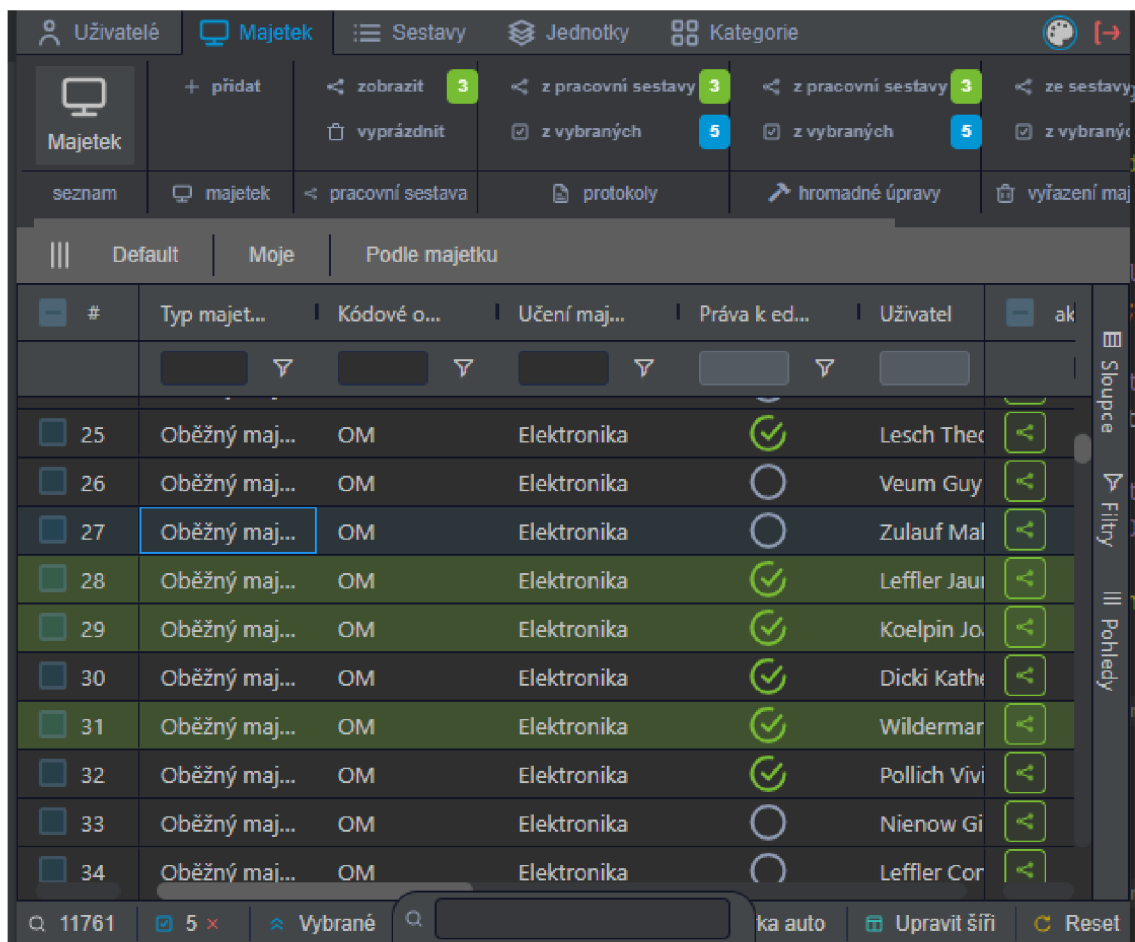 Uživatelé Majetek Sestavy Jednotky Kategorie
přidat zobrazit 3 z pracovní sestavy 3 z pracovní sestavy 3 ze sestavy
Majetek vyprázdnit z vybraných 5 z vybraných 5 z vybranýc
seznam majetek pracovní sestava protokoly hromadné úpravy vyřazení maj
Default Moje Podle majetku
# Typ majet... Kódové o... Učení maj... Práva k ed... Uživatel ak
Sloupce
Filtry
Pohledy
25 Oběžný maj... OM Elektronika Lesch Theo
26 Oběžný maj... OM Elektronika Veum Guy
27 Oběžný maj... OM Elektronika Zulauf Mal
28 Oběžný maj... OM Elektronika Leffler Jaun
29 Oběžný maj... OM Elektronika Koelpin Jo
30 Oběžný maj... OM Elektronika Dicki Kathe
31 Oběžný maj... OM Elektronika Wilderman
32 Oběžný maj... OM Elektronika Pollich Vivi
33 Oběžný maj... OM Elektronika Nienow Gi
34 Oběžný maj... OM Elektronika Leffler Cor
11761 5 × Vybrané ka auto Upravit šíři Reset